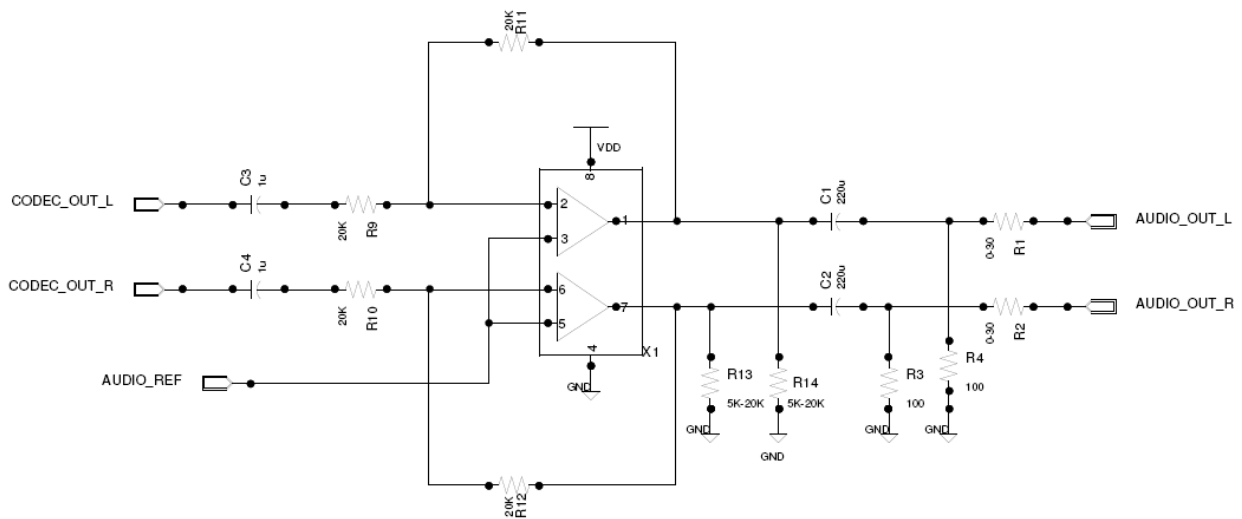 20K
R11
VDD
8
C3
1u
C1
220u
CODEC_OUT_L
20K
R9
2
1
3
0-30
R1
AUDIO_OUT_L
C4
1u
C2
220u
CODEC_OUT_R
20K
R10
6
7
5
0-30
R2
AUDIO_OUT_R
4
X1
AUDIO_REF
GND
R13
5K-20K
R14
5K-20K
R3
100
R4
100
GND
GND
GND
GND
20K
R12